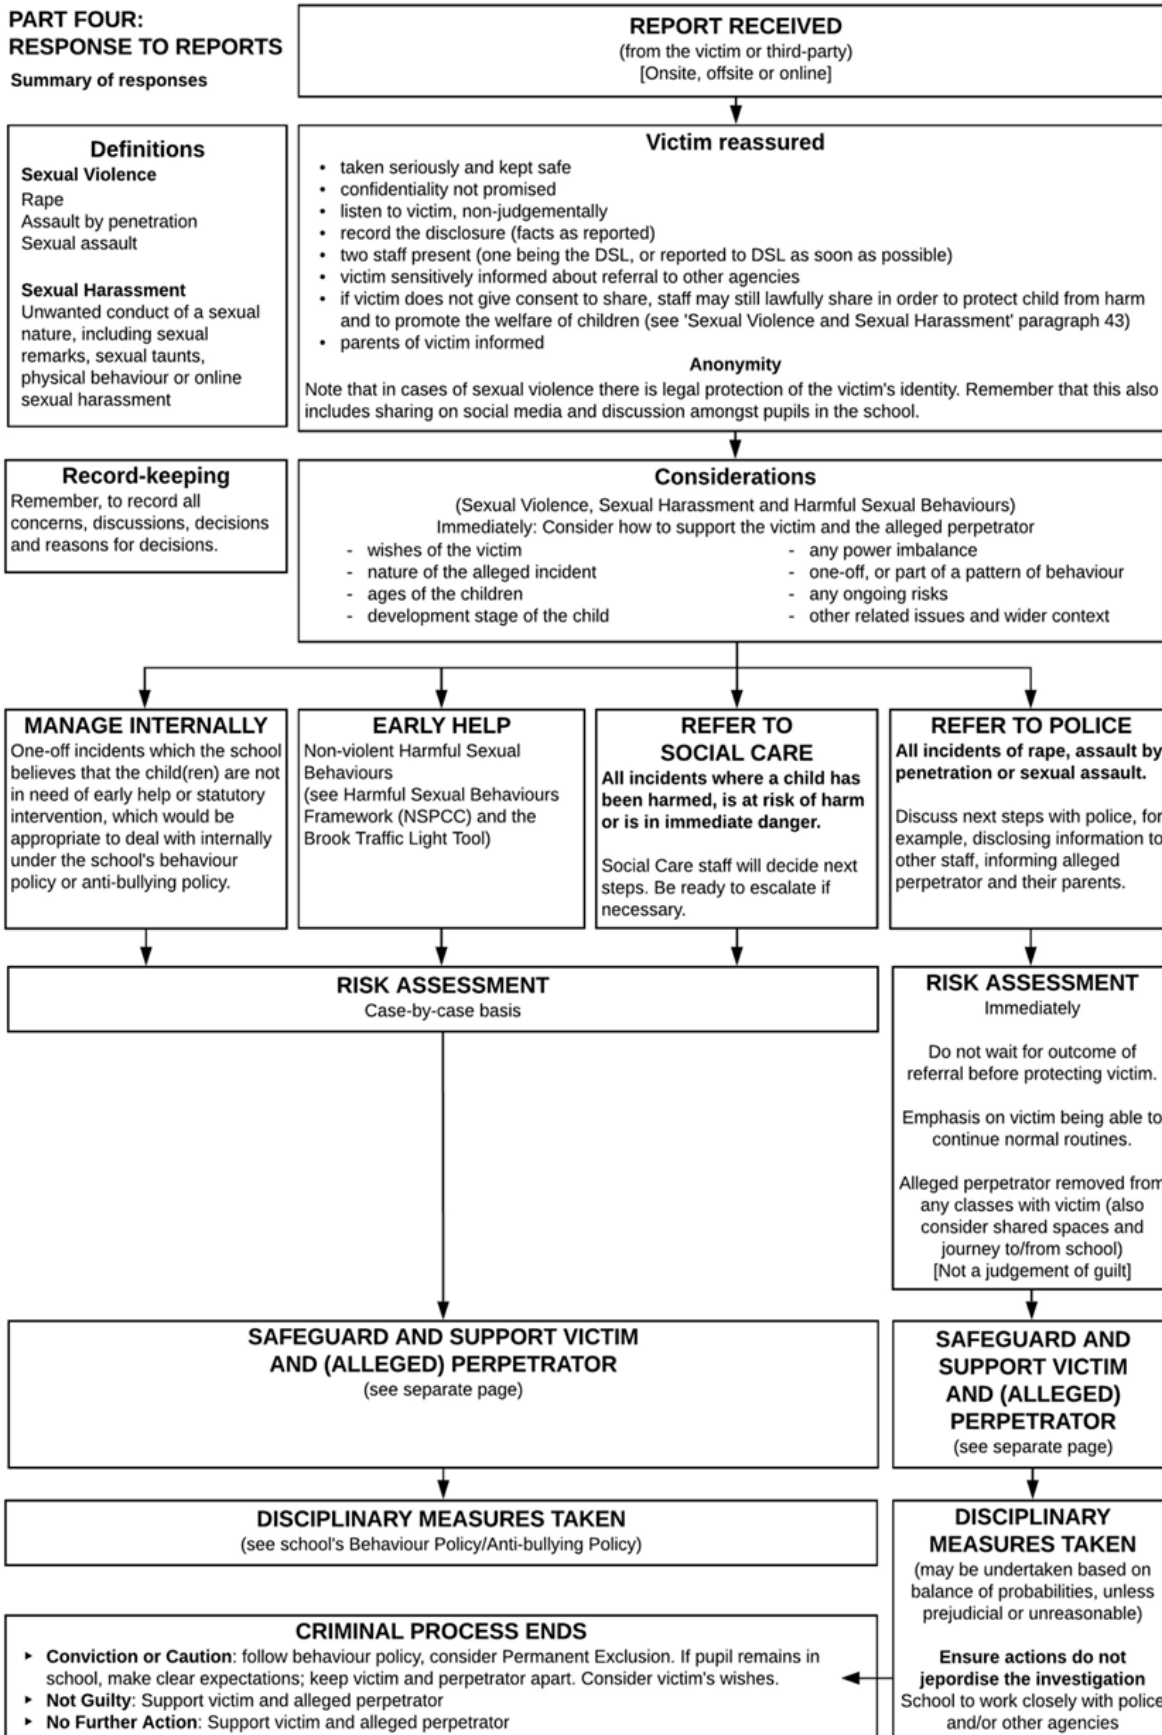 PART FOUR:
RESPONSE TO REPORTS
Summary of responses
REPORT RECEIVED
(from the victim or third-party)
[Onsite, offsite or online]
Definitions
Sexual Violence
Rape
Assault by penetration
Sexual assault
Sexual Harassment
Unwanted conduct of a sexual
nature, including sexual
remarks, sexual taunts,
physical behaviour or online
sexual harassment
Victim reassured
• taken seriously and kept safe
• confidentiality not promised
• listen to victim, non-judgementally
• record the disclosure (facts as reported)
• two staff present (one being the DSL, or reported to DSL as soon as possible)
• victim sensitively informed about referral to other agencies
• if victim does not give consent to share, staff may still lawfully share in order to protect child from harm
and to promote the welfare of children (see 'Sexual Violence and Sexual Harassment' paragraph 43)
• parents of victim informed
Anonymity
Note that in cases of sexual violence there is legal protection of the victim's identity. Remember that this also
includes sharing on social media and discussion amongst pupils in the school.
Record-keeping
Remember, to record all
concerns, discussions, decisions
and reasons for decisions.
Considerations
(Sexual Violence, Sexual Harassment and Harmful Sexual Behaviours)
Immediately: Consider how to support the victim and the alleged perpetrator
- wishes of the victim
- nature of the alleged incident
- ages of the children
- development stage of the child
- any power imbalance
- one-off, or part of a pattern of behaviour
- any ongoing risks
- other related issues and wider context
MANAGE INTERNALLY
One-off incidents which the school
believes that the child(ren) are not
in need of early help or statutory
intervention, which would be
appropriate to deal with internally
under the school's behaviour
policy or anti-bullying policy.
EARLY HELP
Non-violent Harmful Sexual
Behaviours
(see Harmful Sexual Behaviours
Framework (NSPCC) and the
Brook Traffic Light Tool)
REFER TO
SOCIAL CARE
All incidents where a child has
been harmed, is at risk of harm
or is in immediate danger.
Social Care staff will decide next
steps. Be ready to escalate if
necessary.
REFER TO POLICE
All incidents of rape, assault by
penetration or sexual assault.
Discuss next steps with police, for
example, disclosing information to
other staff, informing alleged
perpetrator and their parents.
RISK ASSESSMENT
Case-by-case basis
RISK ASSESSMENT
Immediately
Do not wait for outcome of
referral before protecting victim.
Emphasis on victim being able to
continue normal routines.
Alleged perpetrator removed from
any classes with victim (also
consider shared spaces and
journey to/from school)
[Not a judgement of guilt]
SAFEGUARD AND SUPPORT VICTIM
AND (ALLEGED) PERPETRATOR
(see separate page)
SAFEGUARD AND
SUPPORT VICTIM
AND (ALLEGED)
PERPETRATOR
(see separate page)
DISCIPLINARY MEASURES TAKEN
(see school's Behaviour Policy/Anti-bullying Policy)
DISCIPLINARY
MEASURES TAKEN
(may be undertaken based on
balance of probabilities, unless
prejudicial or unreasonable)
Ensure actions do not
jepordise the investigation
School to work closely with police
and/or other agencies
CRIMINAL PROCESS ENDS
▸ Conviction or Caution: follow behaviour policy, consider Permanent Exclusion. If pupil remains in
school, make clear expectations; keep victim and perpetrator apart. Consider victim's wishes.
▸ Not Guilty: Support victim and alleged perpetrator
▸ No Further Action: Support victim and alleged perpetrator